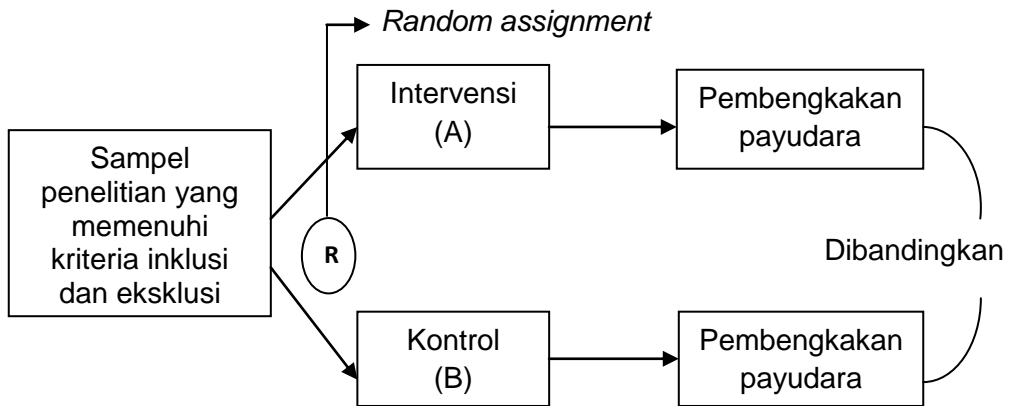 Random assignment
Sampel
penelitian yang
memenuhi
kriteria inklusi
dan eksklusi
R
Intervensi
(A)
Pembengkakan
payudara
Dibandingkan
Kontrol
(B)
Pembengkakan
payudara